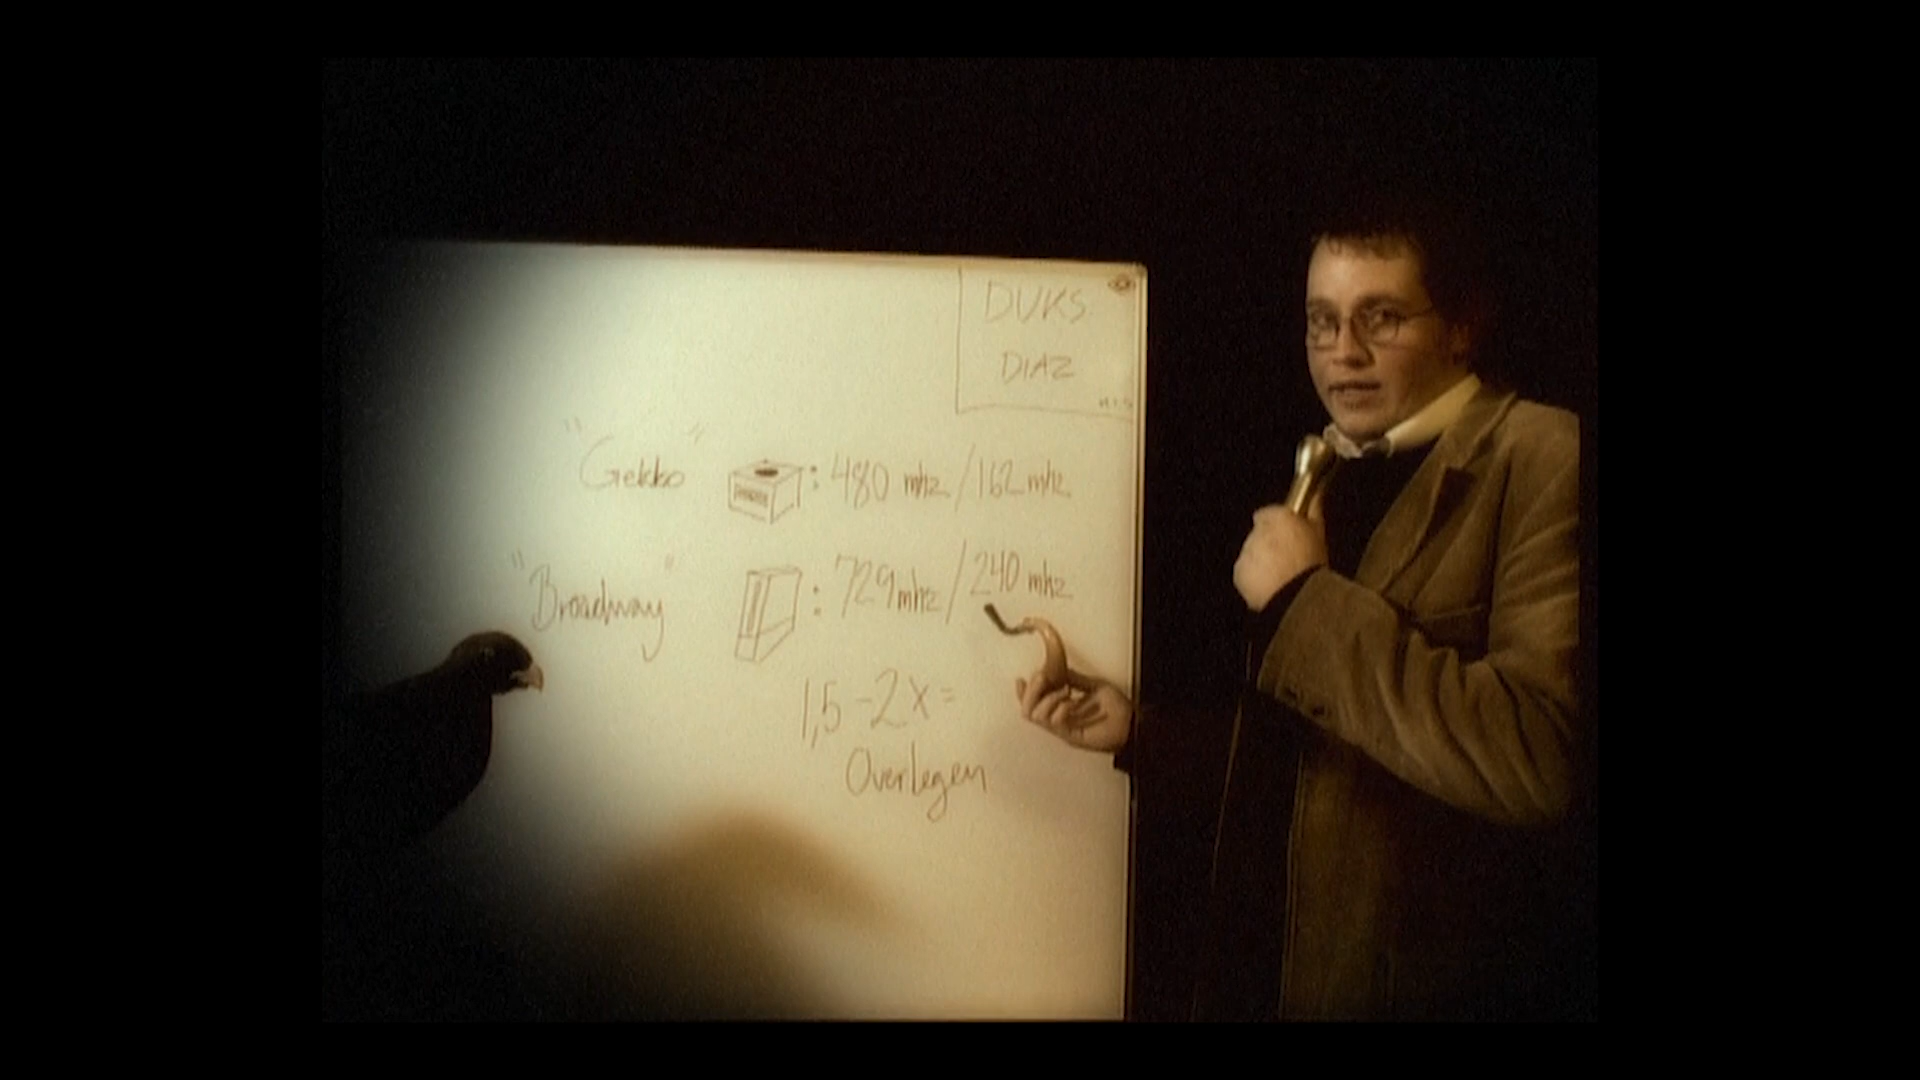 DUKS
DIAZ
"Gekko" : 480 mhz / 162 mhz
"Broadway" : 729 mhz / 240 mhz
1,5 - 2 x =
Overlegen